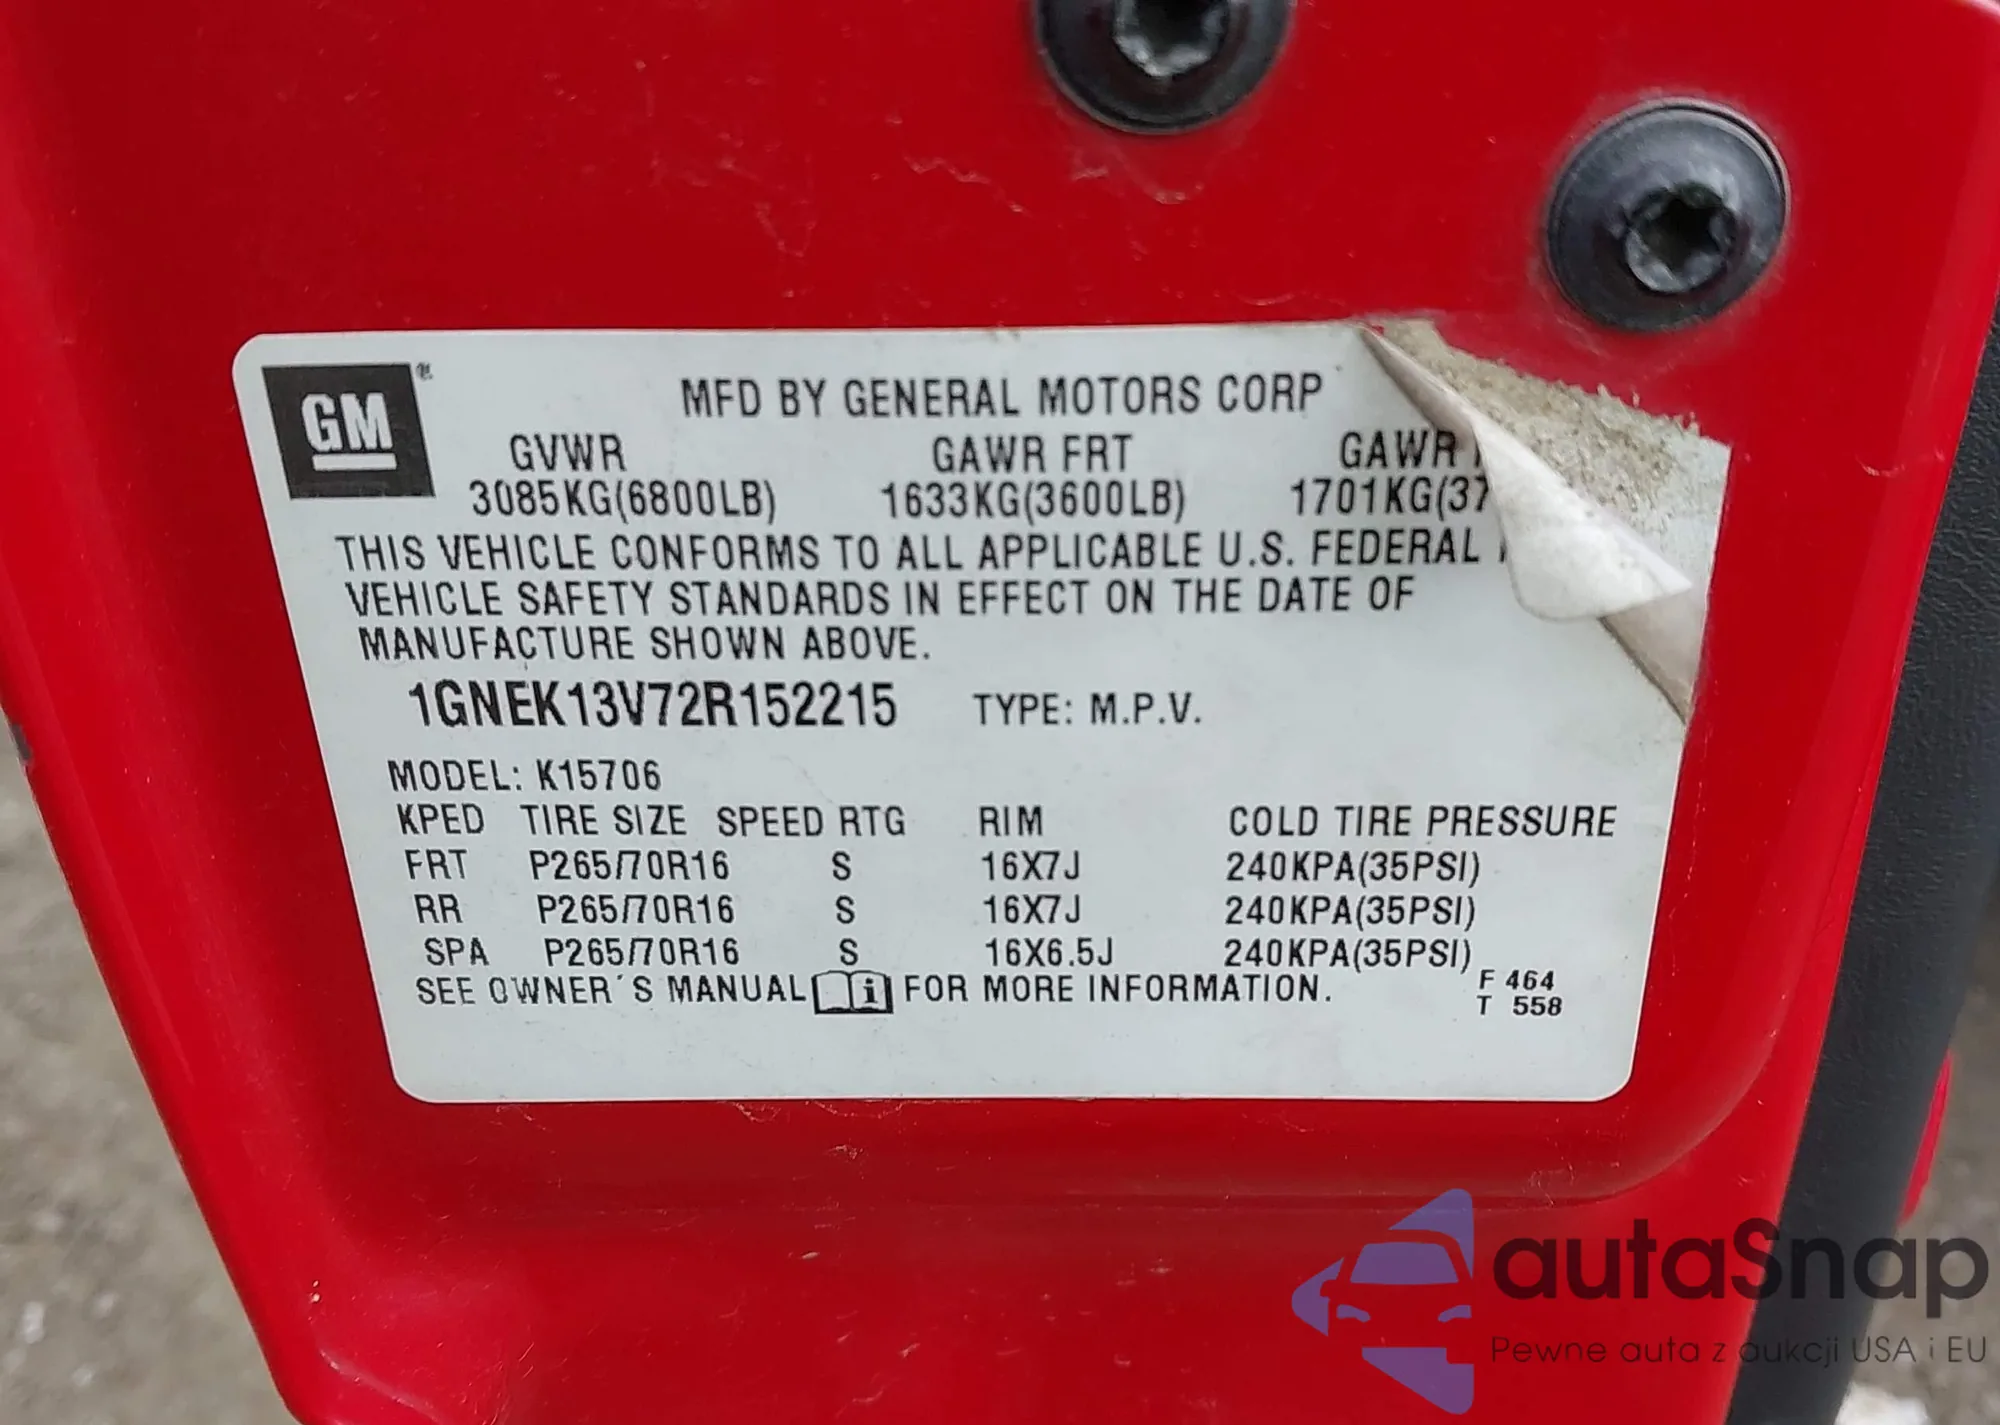 GM
MFD BY GENERAL MOTORS CORP
GVWR GAWR FRT GAWR
3085KG(6800LB) 1633KG(3600LB) 1701KG(37
THIS VEHICLE CONFORMS TO ALL APPLICABLE U.S. FEDERAL
VEHICLE SAFETY STANDARDS IN EFFECT ON THE DATE OF
MANUFACTURE SHOWN ABOVE.
1GNEK13V72R152215 TYPE: M.P.V.
MODEL: K15706
KPED TIRE SIZE SPEED RTG RIM COLD TIRE PRESSURE
FRT P265/70R16 S 16X7J 240KPA(35PSI)
RR P265/70R16 S 16X7J 240KPA(35PSI)
SPA P265/70R16 S 16X6.5J 240KPA(35PSI)
SEE OWNER'S MANUAL i FOR MORE INFORMATION.
F 464
T 558
autaSnap
Pewne auta z aukcji USA i EU